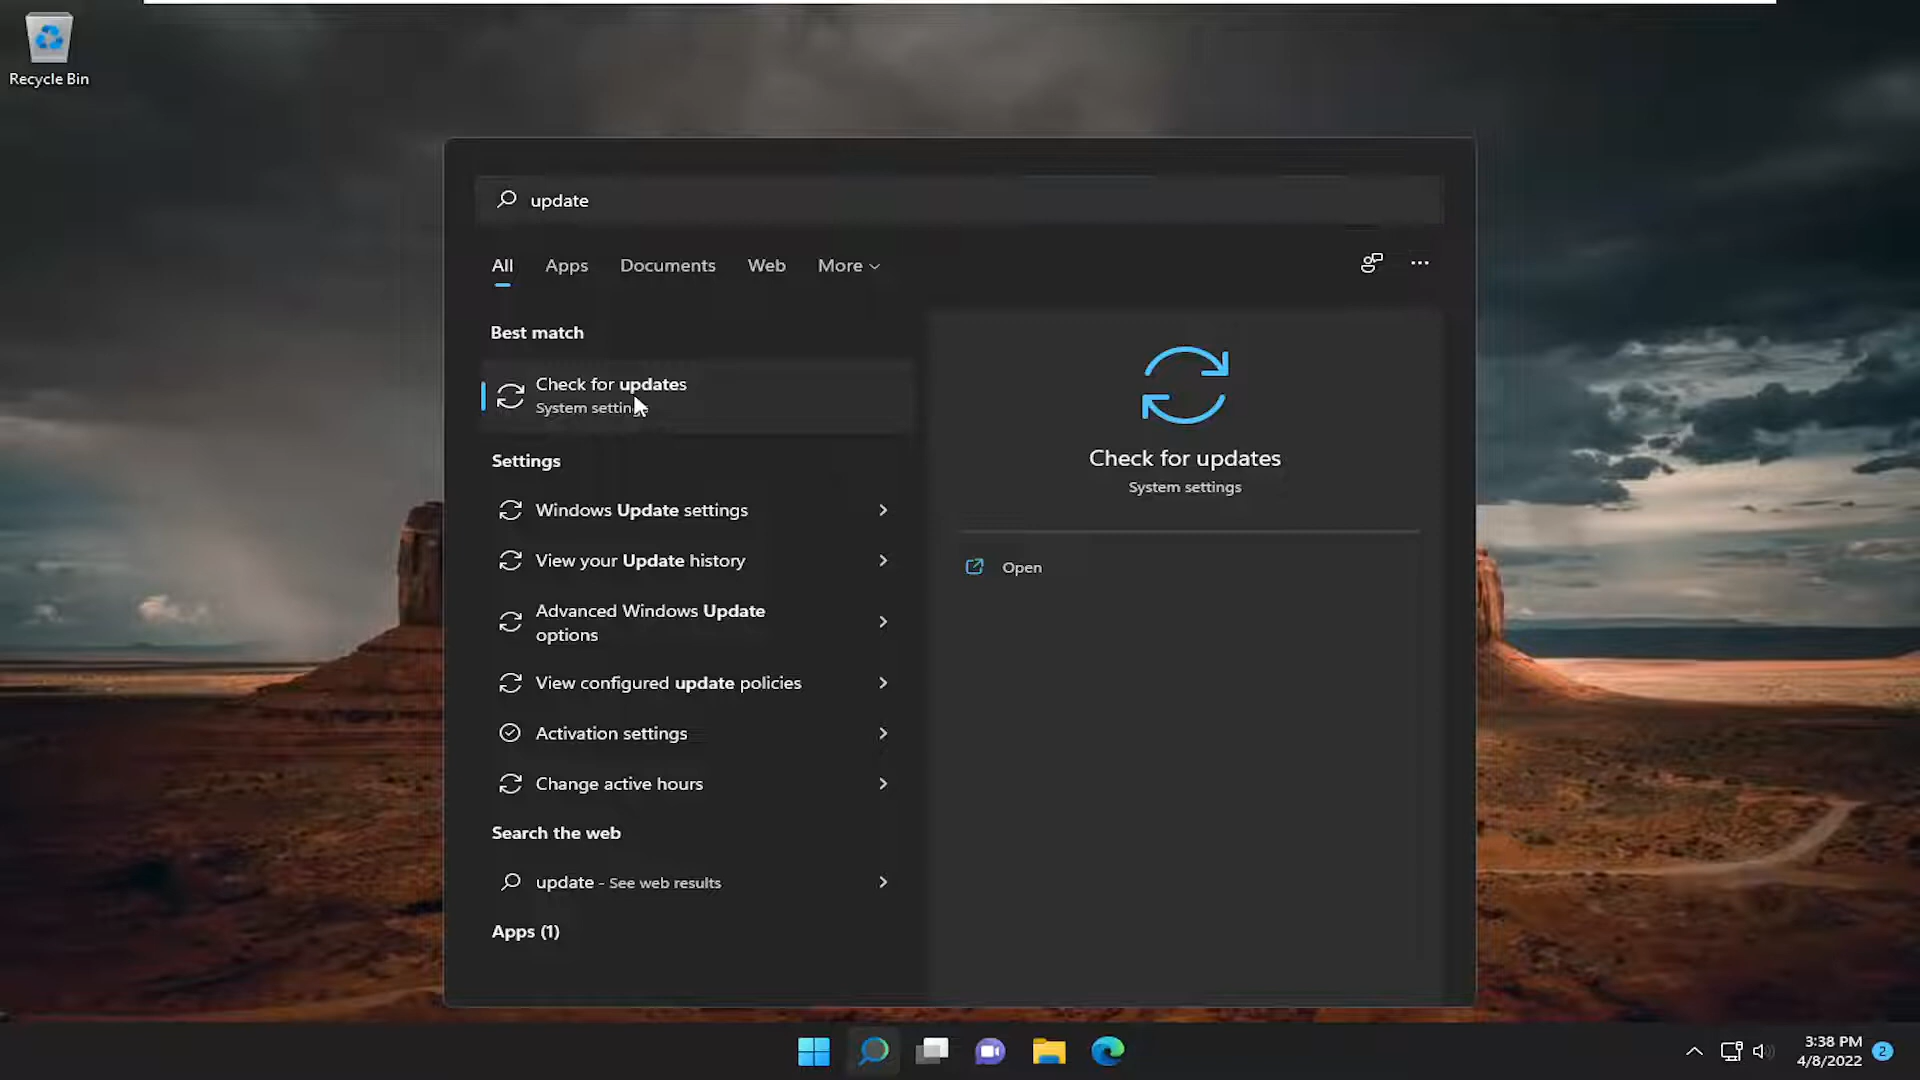 Recycle Bin
update
All Apps Documents Web More
Best match
Check for updates
System settings
Settings
Windows Update settings
View your Update history
Advanced Windows Update
options
View configured update policies
Activation settings
Change active hours
Search the web
update - See web results
Apps (1)
Check for updates
System settings
Open
3:38 PM
4/8/2022
2